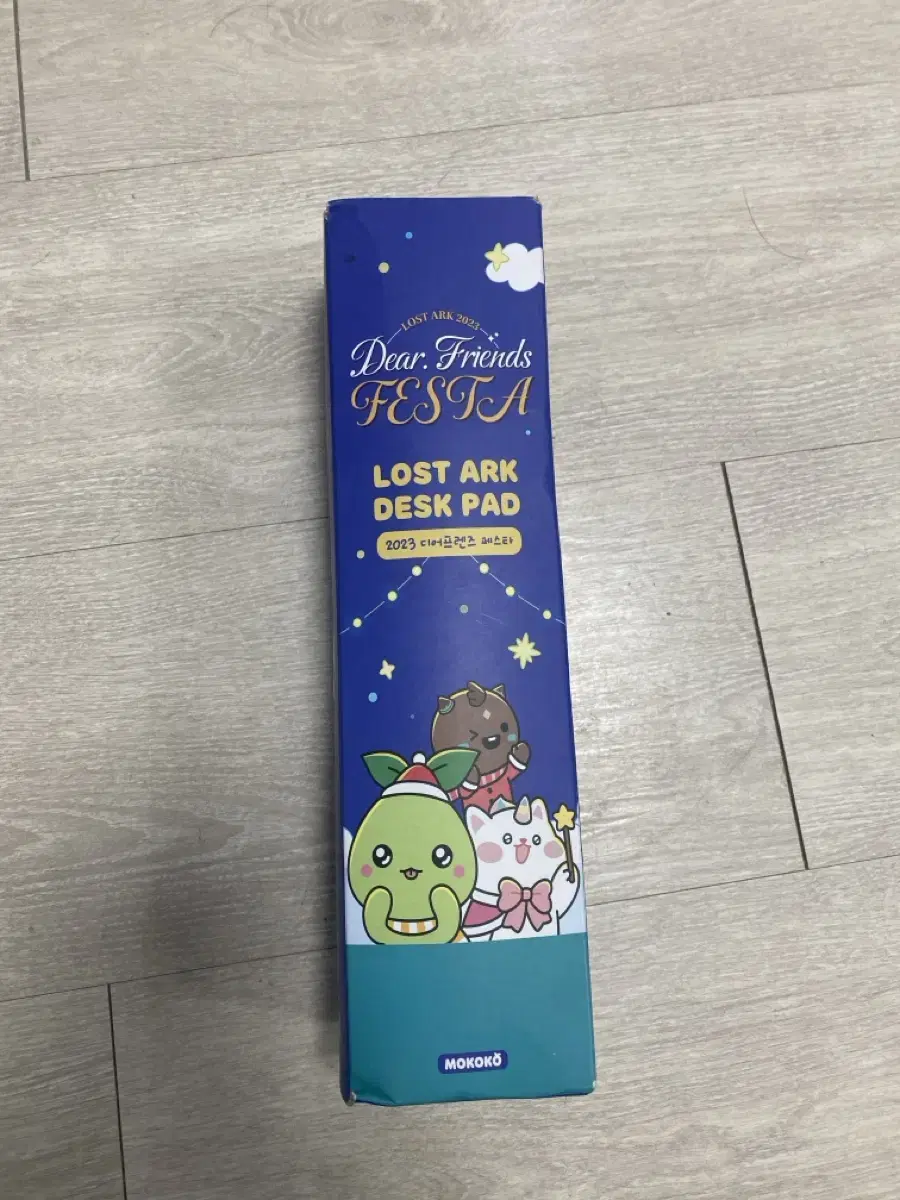 LOST ARK 2023
Dear. Friends
FESTA
LOST ARK
DESK PAD
2023 디어프렌즈 페스타
MOKOKO